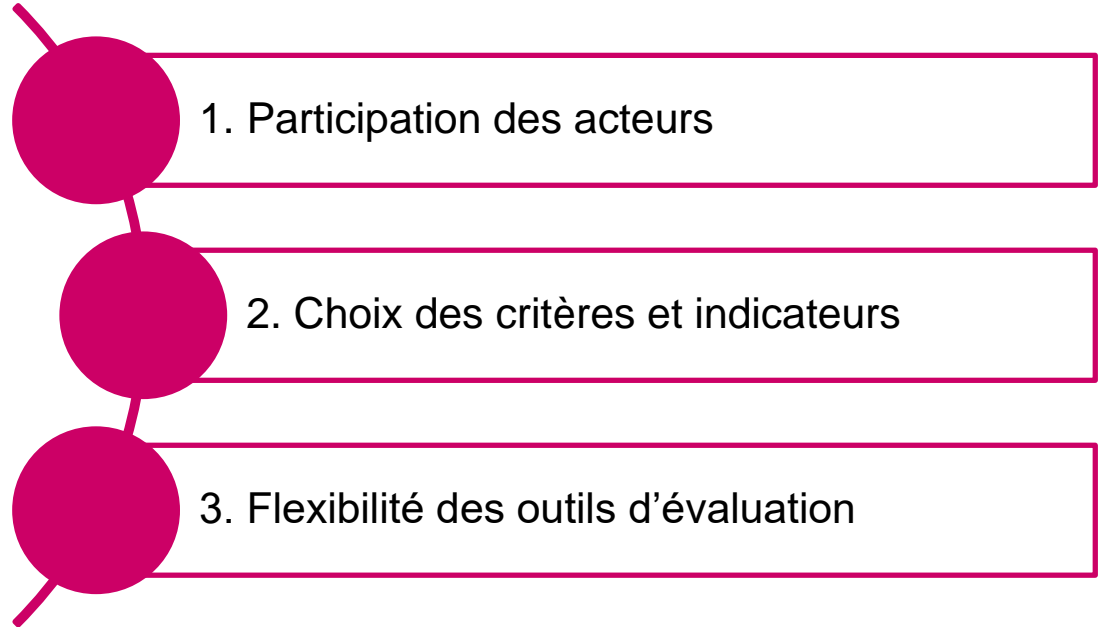 1. Participation des acteurs
2. Choix des critères et indicateurs
3. Flexibilité des outils d’évaluation